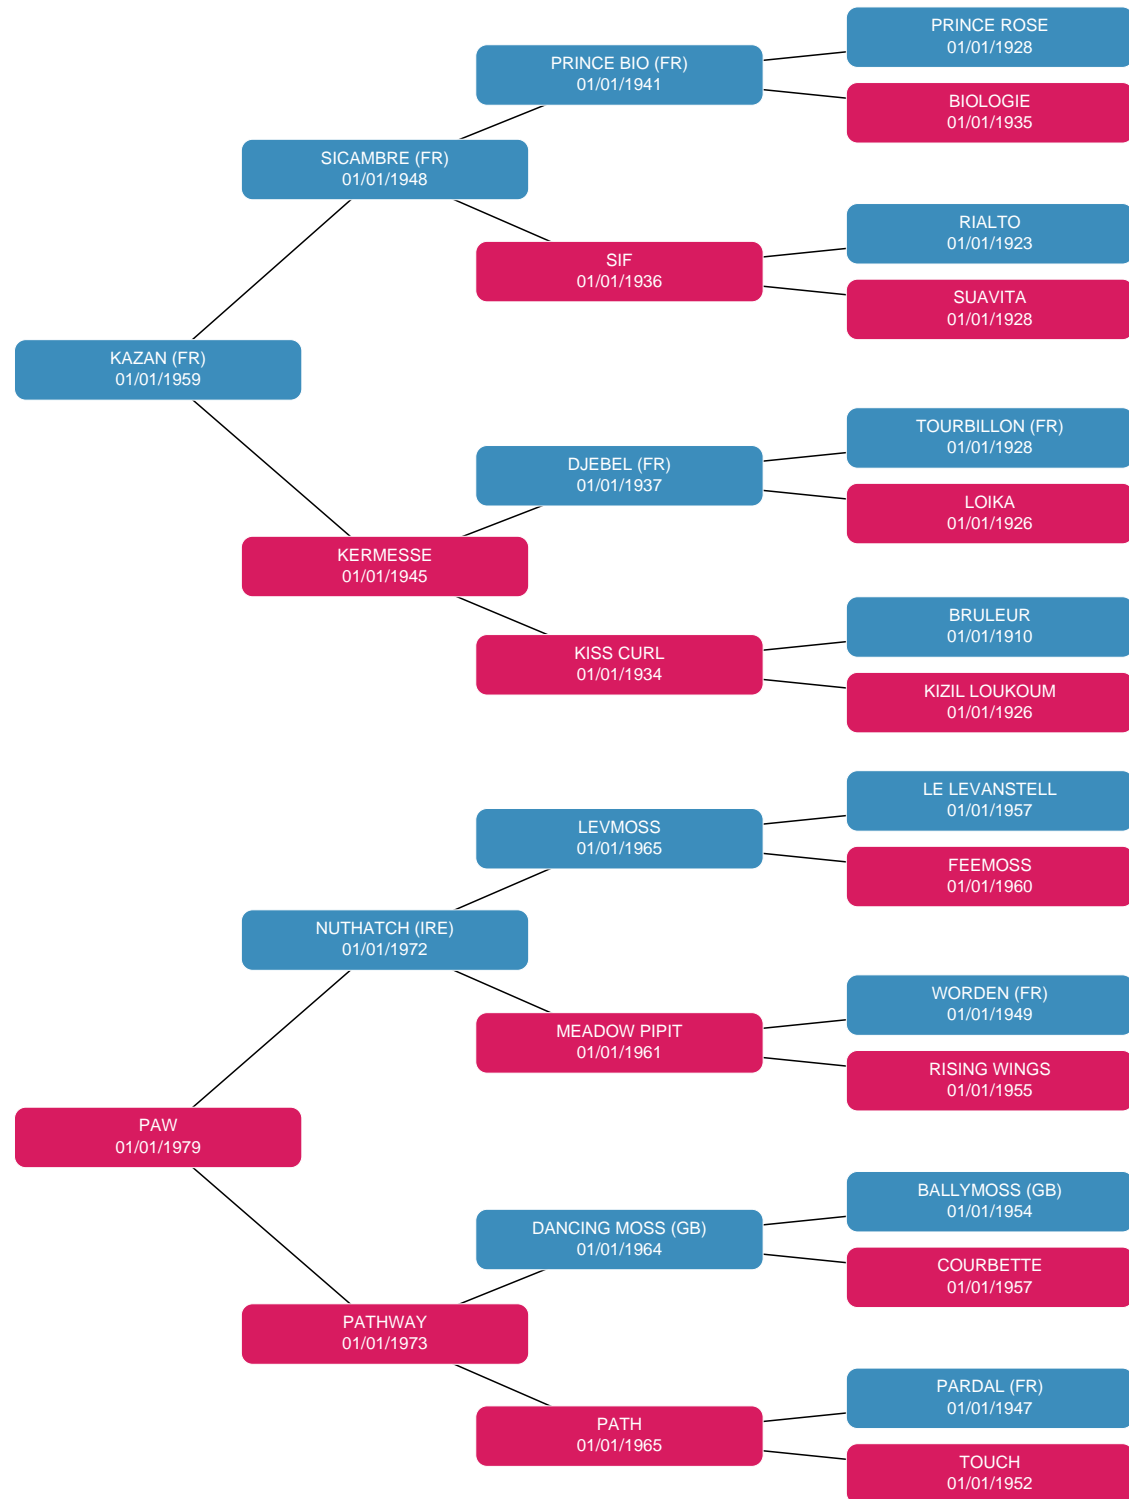 PRINCE ROSE
01/01/1928
PRINCE BIO (FR)
01/01/1941
BIOLOGIE
01/01/1935
SICAMBRE (FR)
01/01/1948
RIALTO
01/01/1923
SIF
01/01/1936
SUAVITA
01/01/1928
KAZAN (FR)
01/01/1959
TOURBILLON (FR)
01/01/1928
DJEBEL (FR)
01/01/1937
LOIKA
01/01/1926
KERMESSE
01/01/1945
BRULEUR
01/01/1910
KISS CURL
01/01/1934
KIZIL LOUKOUM
01/01/1926
LE LEVANSTELL
01/01/1957
LEVMOSS
01/01/1965
FEEMOSS
01/01/1960
NUTHATCH (IRE)
01/01/1972
WORDEN (FR)
01/01/1949
MEADOW PIPIT
01/01/1961
RISING WINGS
01/01/1955
PAW
01/01/1979
BALLYMOSS (GB)
01/01/1954
DANCING MOSS (GB)
01/01/1964
COURBETTE
01/01/1957
PATHWAY
01/01/1973
PARDAL (FR)
01/01/1947
PATH
01/01/1965
TOUCH
01/01/1952